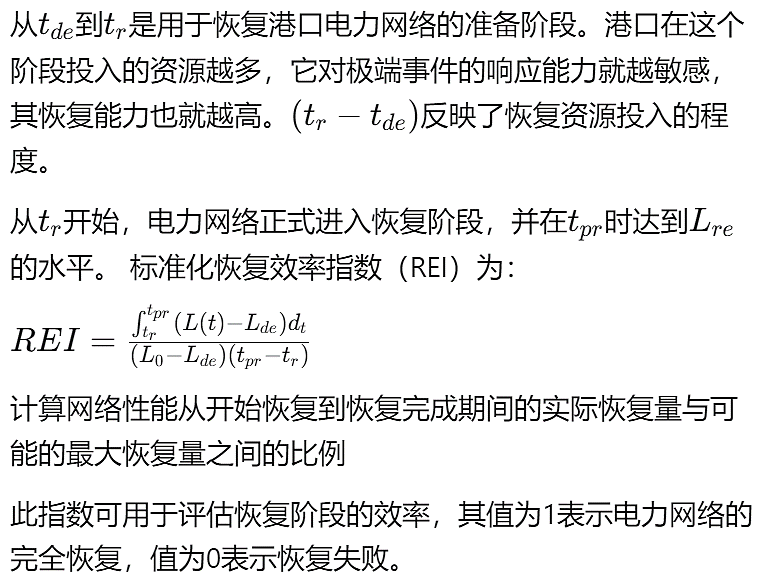 从$t_{de}$到$t_r$是用于恢复港口电力网络的准备阶段。港口在这个
阶段投入的资源越多，它对极端事件的响应能力就越敏感，
其恢复能力也就越高。$(t_r - t_{de})$反映了恢复资源投入的程
度。
从$t_r$开始，电力网络正式进入恢复阶段，并在$t_{pr}$时达到$L_{re}$
的水平。 标准化恢复效率指数（REI）为：
$REI = \frac{\int_{t_r}^{t_{pr}} (L(t)-L_{de})d_t}{(L_0-L_{de})(t_{pr}-t_r)}$
计算网络性能从开始恢复到恢复完成期间的实际恢复量与可
能的最大恢复量之间的比例
此指数可用于评估恢复阶段的效率，其值为1表示电力网络的
完全恢复，值为0表示恢复失败。